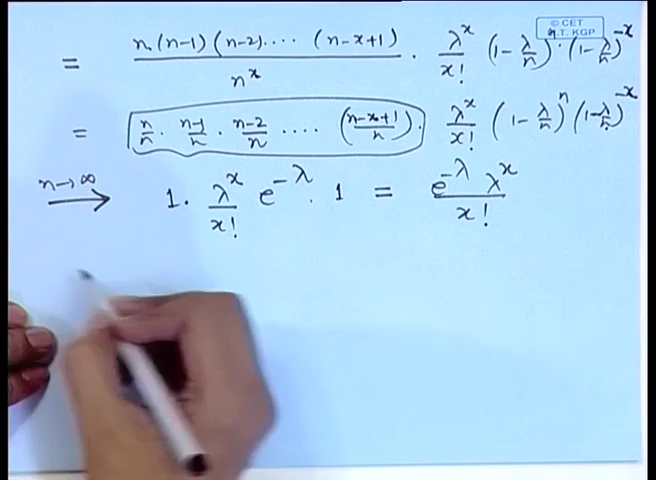 © CET
I.T. KGP
= n.(n-1)(n-2)....(n-x+1) / n^x . λ^x / x! (1-λ/n)^n . (1-λ/n)^-x
= n/n . n-1/n . n-2/n .... (n-x+1/n) . λ^x / x! (1-λ/n)^n (1-λ/n)^-x
n→∞ 1. λ^x / x! e^-λ . 1 = e^-λ λ^x / x!